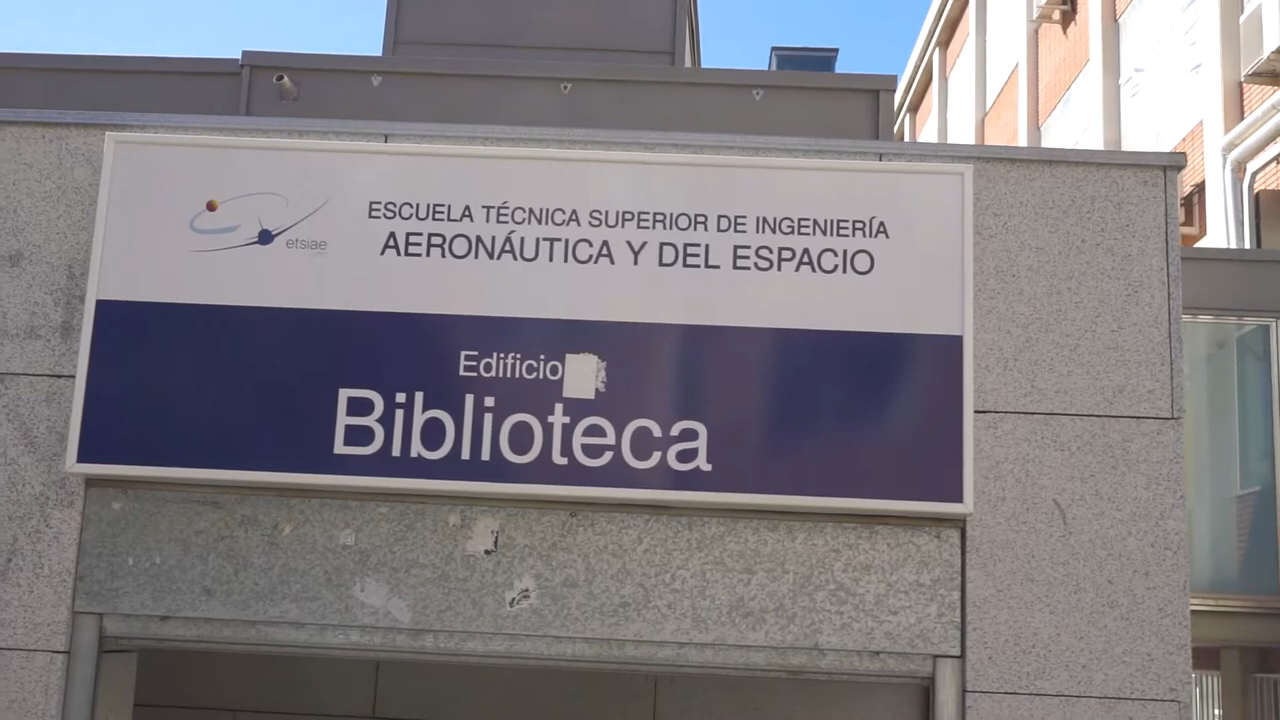 etsiae
ESCUELA TÉCNICA SUPERIOR DE INGENIERÍA
AERONÁUTICA Y DEL ESPACIO
Edificio
Biblioteca